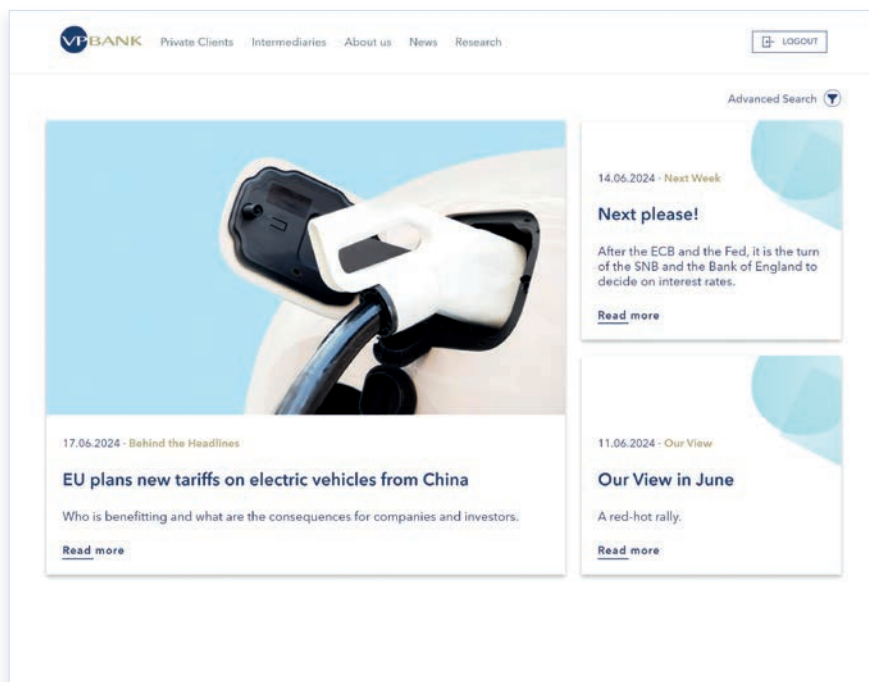 VPBANK Private Clients Intermediaries About us News Research LOGOUT
Advanced Search
17.06.2024 · Behind the Headlines
EU plans new tariffs on electric vehicles from China
Who is benefitting and what are the consequences for companies and investors.
Read more
14.06.2024 · Next Week
Next please!
After the ECB and the Fed, it is the turn
of the SNB and the Bank of England to
decide on interest rates.
Read more
11.06.2024 · Our View
Our View in June
A red-hot rally.
Read more